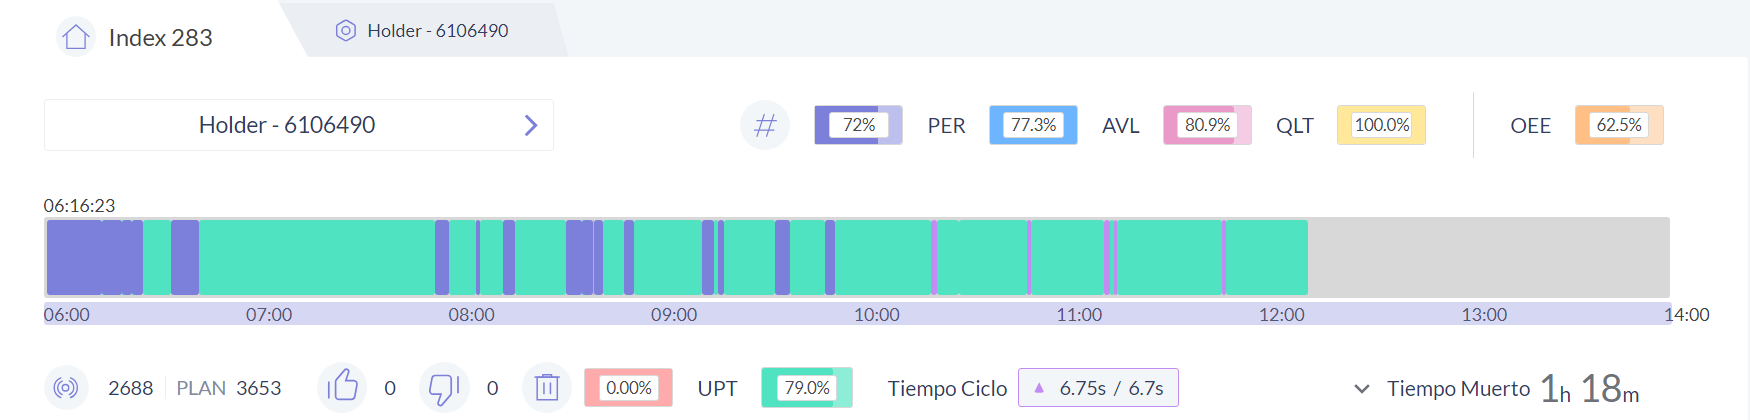 Index 283
Holder - 6106490
Holder - 6106490
# 72% PER 77.3% AVL 80.9% QLT 100.0% OEE 62.5%
06:16:23
06:00 07:00 08:00 09:00 10:00 11:00 12:00 13:00 14:00
2688 PLAN 3653 0 0 0.00% UPT 79.0% Tiempo Ciclo 6.75s / 6.7s Tiempo Muerto 1h 18m